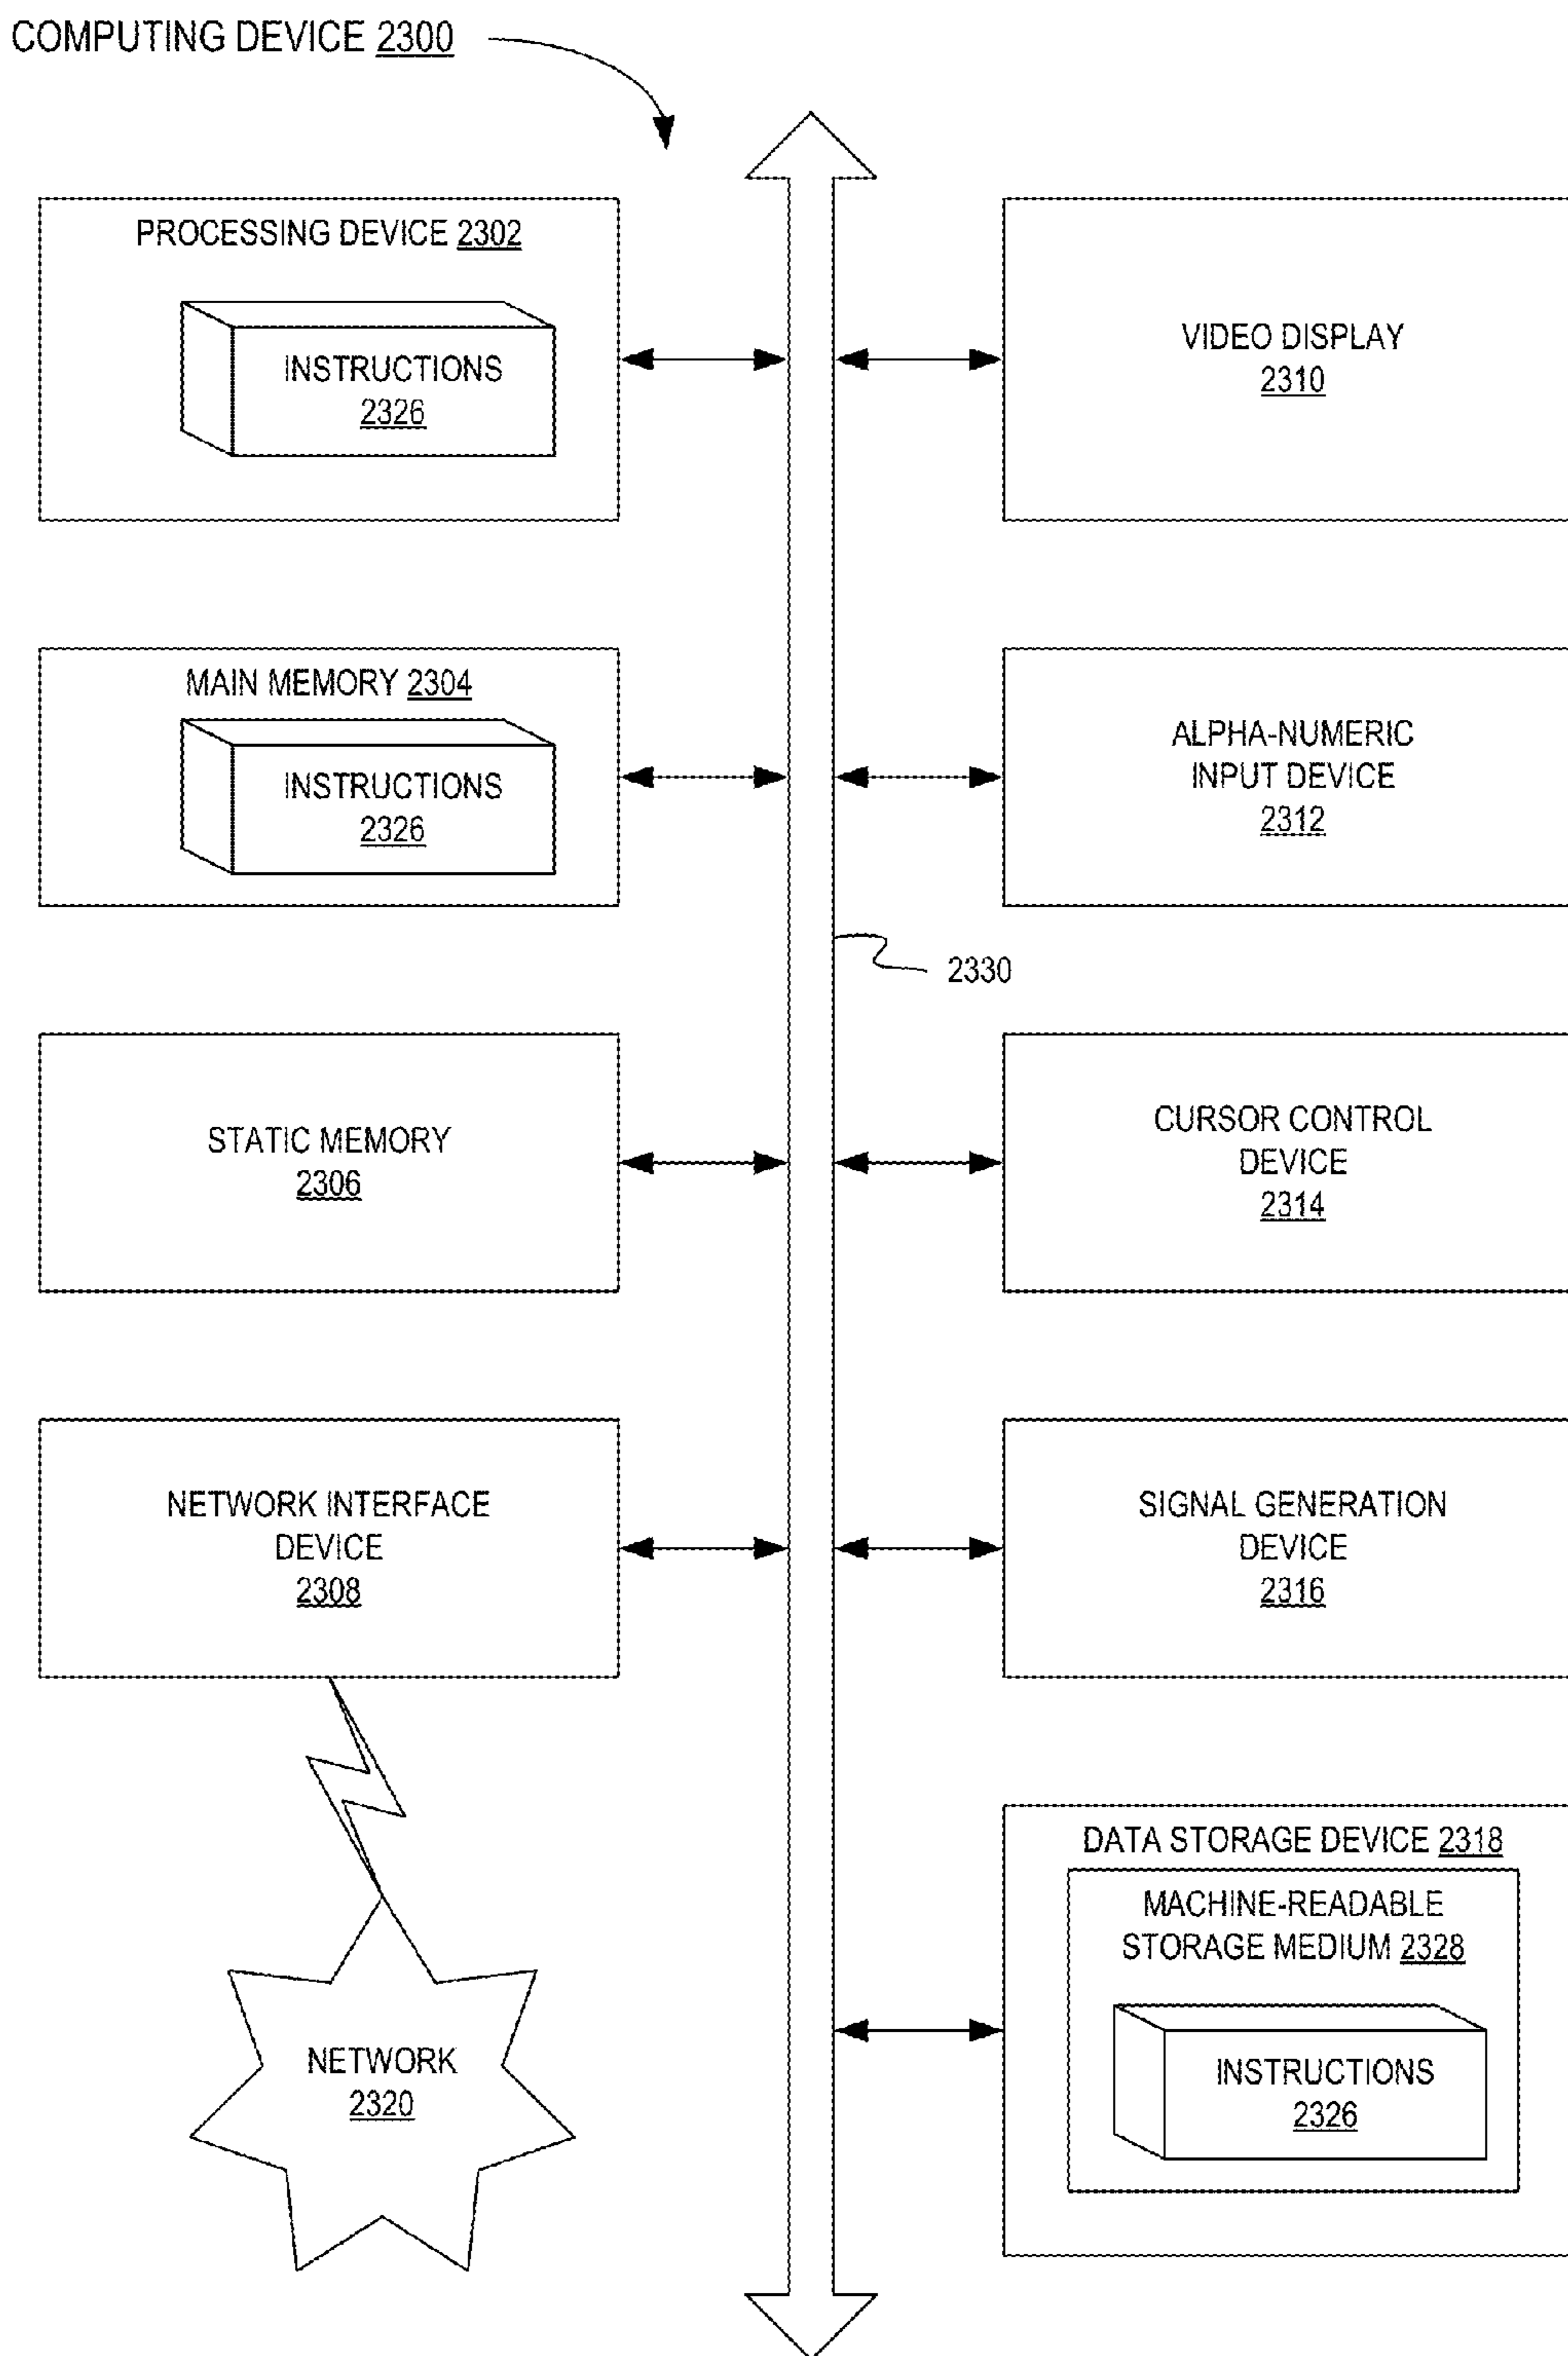 COMPUTING DEVICE 2300
PROCESSING DEVICE 2302
INSTRUCTIONS
2326
VIDEO DISPLAY
2310
MAIN MEMORY 2304
INSTRUCTIONS
2326
ALPHA-NUMERIC
INPUT DEVICE
2312
2330
STATIC MEMORY
2306
CURSOR CONTROL
DEVICE
2314
NETWORK INTERFACE
DEVICE
2308
SIGNAL GENERATION
DEVICE
2316
DATA STORAGE DEVICE 2318
MACHINE-READABLE
STORAGE MEDIUM 2328
INSTRUCTIONS
2326
NETWORK
2320